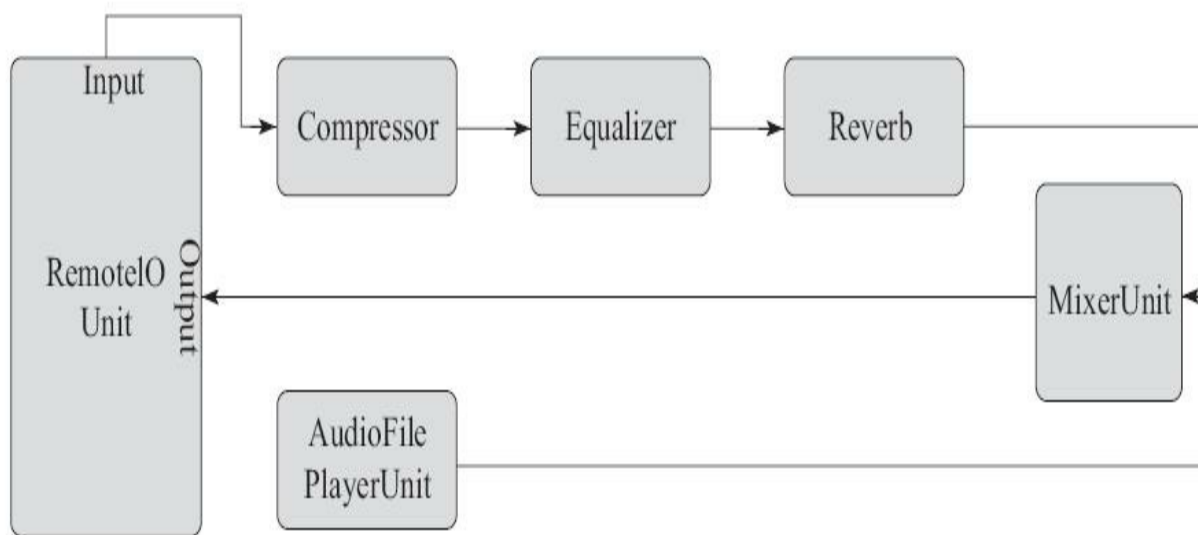 Input
Compressor
Equalizer
Reverb
RemoteIO
Unit
Output
MixerUnit
AudioFile
PlayerUnit